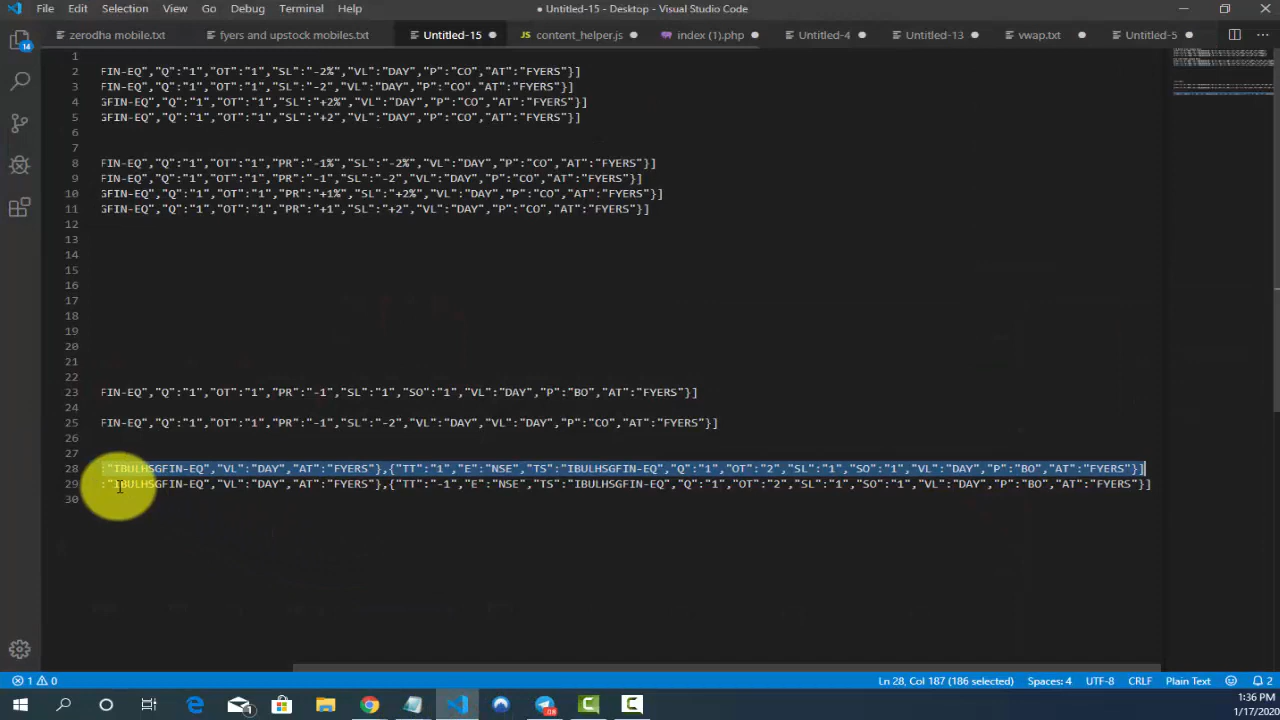 File Edit Selection View Go Debug Terminal Help
● Untitled-15 - Desktop - Visual Studio Code
zerodha mobile.txt fyers and upstock mobiles.txt Untitled-15 content_helper.js index (1).php Untitled-4 Untitled-13 vwap.txt Untitled-5
14
1
2 FIN-EQ","Q":"1","OT":"1","SL":"-2%","VL":"DAY","P":"CO","AT":"FYERS"}]
3 FIN-EQ","Q":"1","OT":"1","SL":"-2","VL":"DAY","P":"CO","AT":"FYERS"}]
4 GFIN-EQ","Q":"1","OT":"1","SL":"+2%","VL":"DAY","P":"CO","AT":"FYERS"}]
5 GFIN-EQ","Q":"1","OT":"1","SL":"+2","VL":"DAY","P":"CO","AT":"FYERS"}]
6
7
8 FIN-EQ","Q":"1","OT":"1","PR":"-1%","SL":"-2%","VL":"DAY","P":"CO","AT":"FYERS"}]
9 FIN-EQ","Q":"1","OT":"1","PR":"-1","SL":"-2","VL":"DAY","P":"CO","AT":"FYERS"}]
10 GFIN-EQ","Q":"1","OT":"1","PR":"+1%","SL":"+2%","VL":"DAY","P":"CO","AT":"FYERS"}]
11 GFIN-EQ","Q":"1","OT":"1","PR":"+1","SL":"+2","VL":"DAY","P":"CO","AT":"FYERS"}]
12
13
14
15
16
17
18
19
20
21
22
23 FIN-EQ","Q":"1","OT":"1","PR":"-1","SL":"1","SO":"1","VL":"DAY","P":"BO","AT":"FYERS"}]
24
25 FIN-EQ","Q":"1","OT":"1","PR":"-1","SL":"-2","VL":"DAY","VL":"DAY","P":"CO","AT":"FYERS"}]
26
27
28 :"IBULHSGFIN-EQ","VL":"DAY","AT":"FYERS"},{"TT":"1","E":"NSE","TS":"IBULHSGFIN-EQ","Q":"1","OT":"2","SL":"1","SO":"1","VL":"DAY","P":"BO","AT":"FYERS"}]
29 :"IBULHSGFIN-EQ","VL":"DAY","AT":"FYERS"},{"TT":"-1","E":"NSE","TS":"IBULHSGFIN-EQ","Q":"1","OT":"2","SL":"1","SO":"1","VL":"DAY","P":"BO","AT":"FYERS"}]
30
1 0 Ln 28, Col 187 (186 selected) Spaces: 4 UTF-8 CRLF Plain Text 2
1:36 PM
1/17/2020